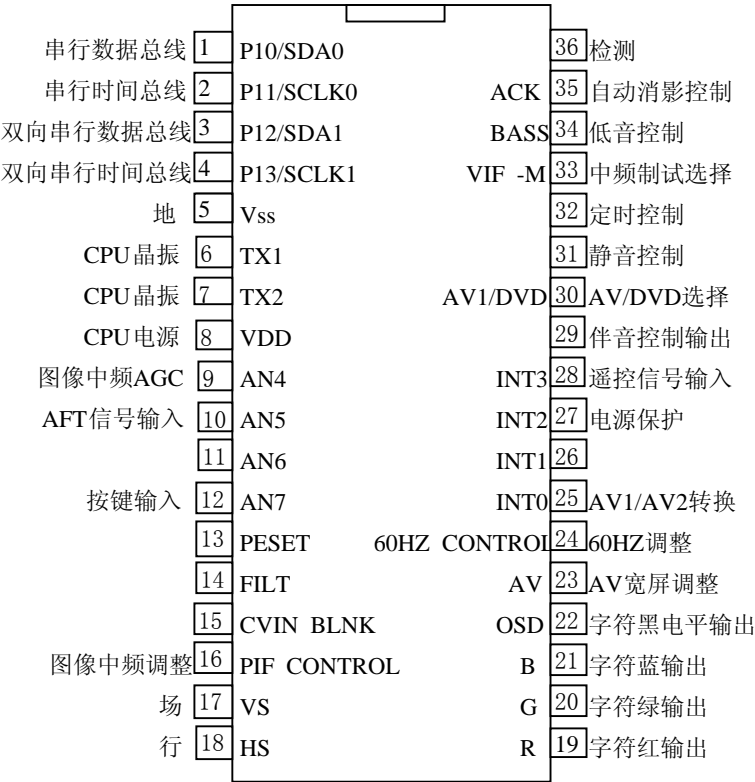 串行数据总线 1 P10/SDA0 36 检测
串行时间总线 2 P11/SCLK0 ACK 35 自动消影控制
双向串行数据总线 3 P12/SDA1 BASS 34 低音控制
双向串行时间总线 4 P13/SCLK1 VIF -M 33 中频制试选择
地 5 Vss 32 定时控制
CPU晶振 6 TX1 31 静音控制
CPU晶振 7 TX2 AV1/DVD 30 AV/DVD选择
CPU电源 8 VDD 29 伴音控制输出
图像中频AGC 9 AN4 INT3 28 遥控信号输入
AFT信号输入 10 AN5 INT2 27 电源保护
11 AN6 INT1 26
按键输入 12 AN7 INT0 25 AV1/AV2转换
13 PESET 60HZ CONTROL 24 60HZ调整
14 FILT AV 23 AV宽屏调整
15 CVIN BLNK OSD 22 字符黑电平输出
图像中频调整 16 PIF CONTROL B 21 字符蓝输出
场 17 VS G 20 字符绿输出
行 18 HS R 19 字符红输出